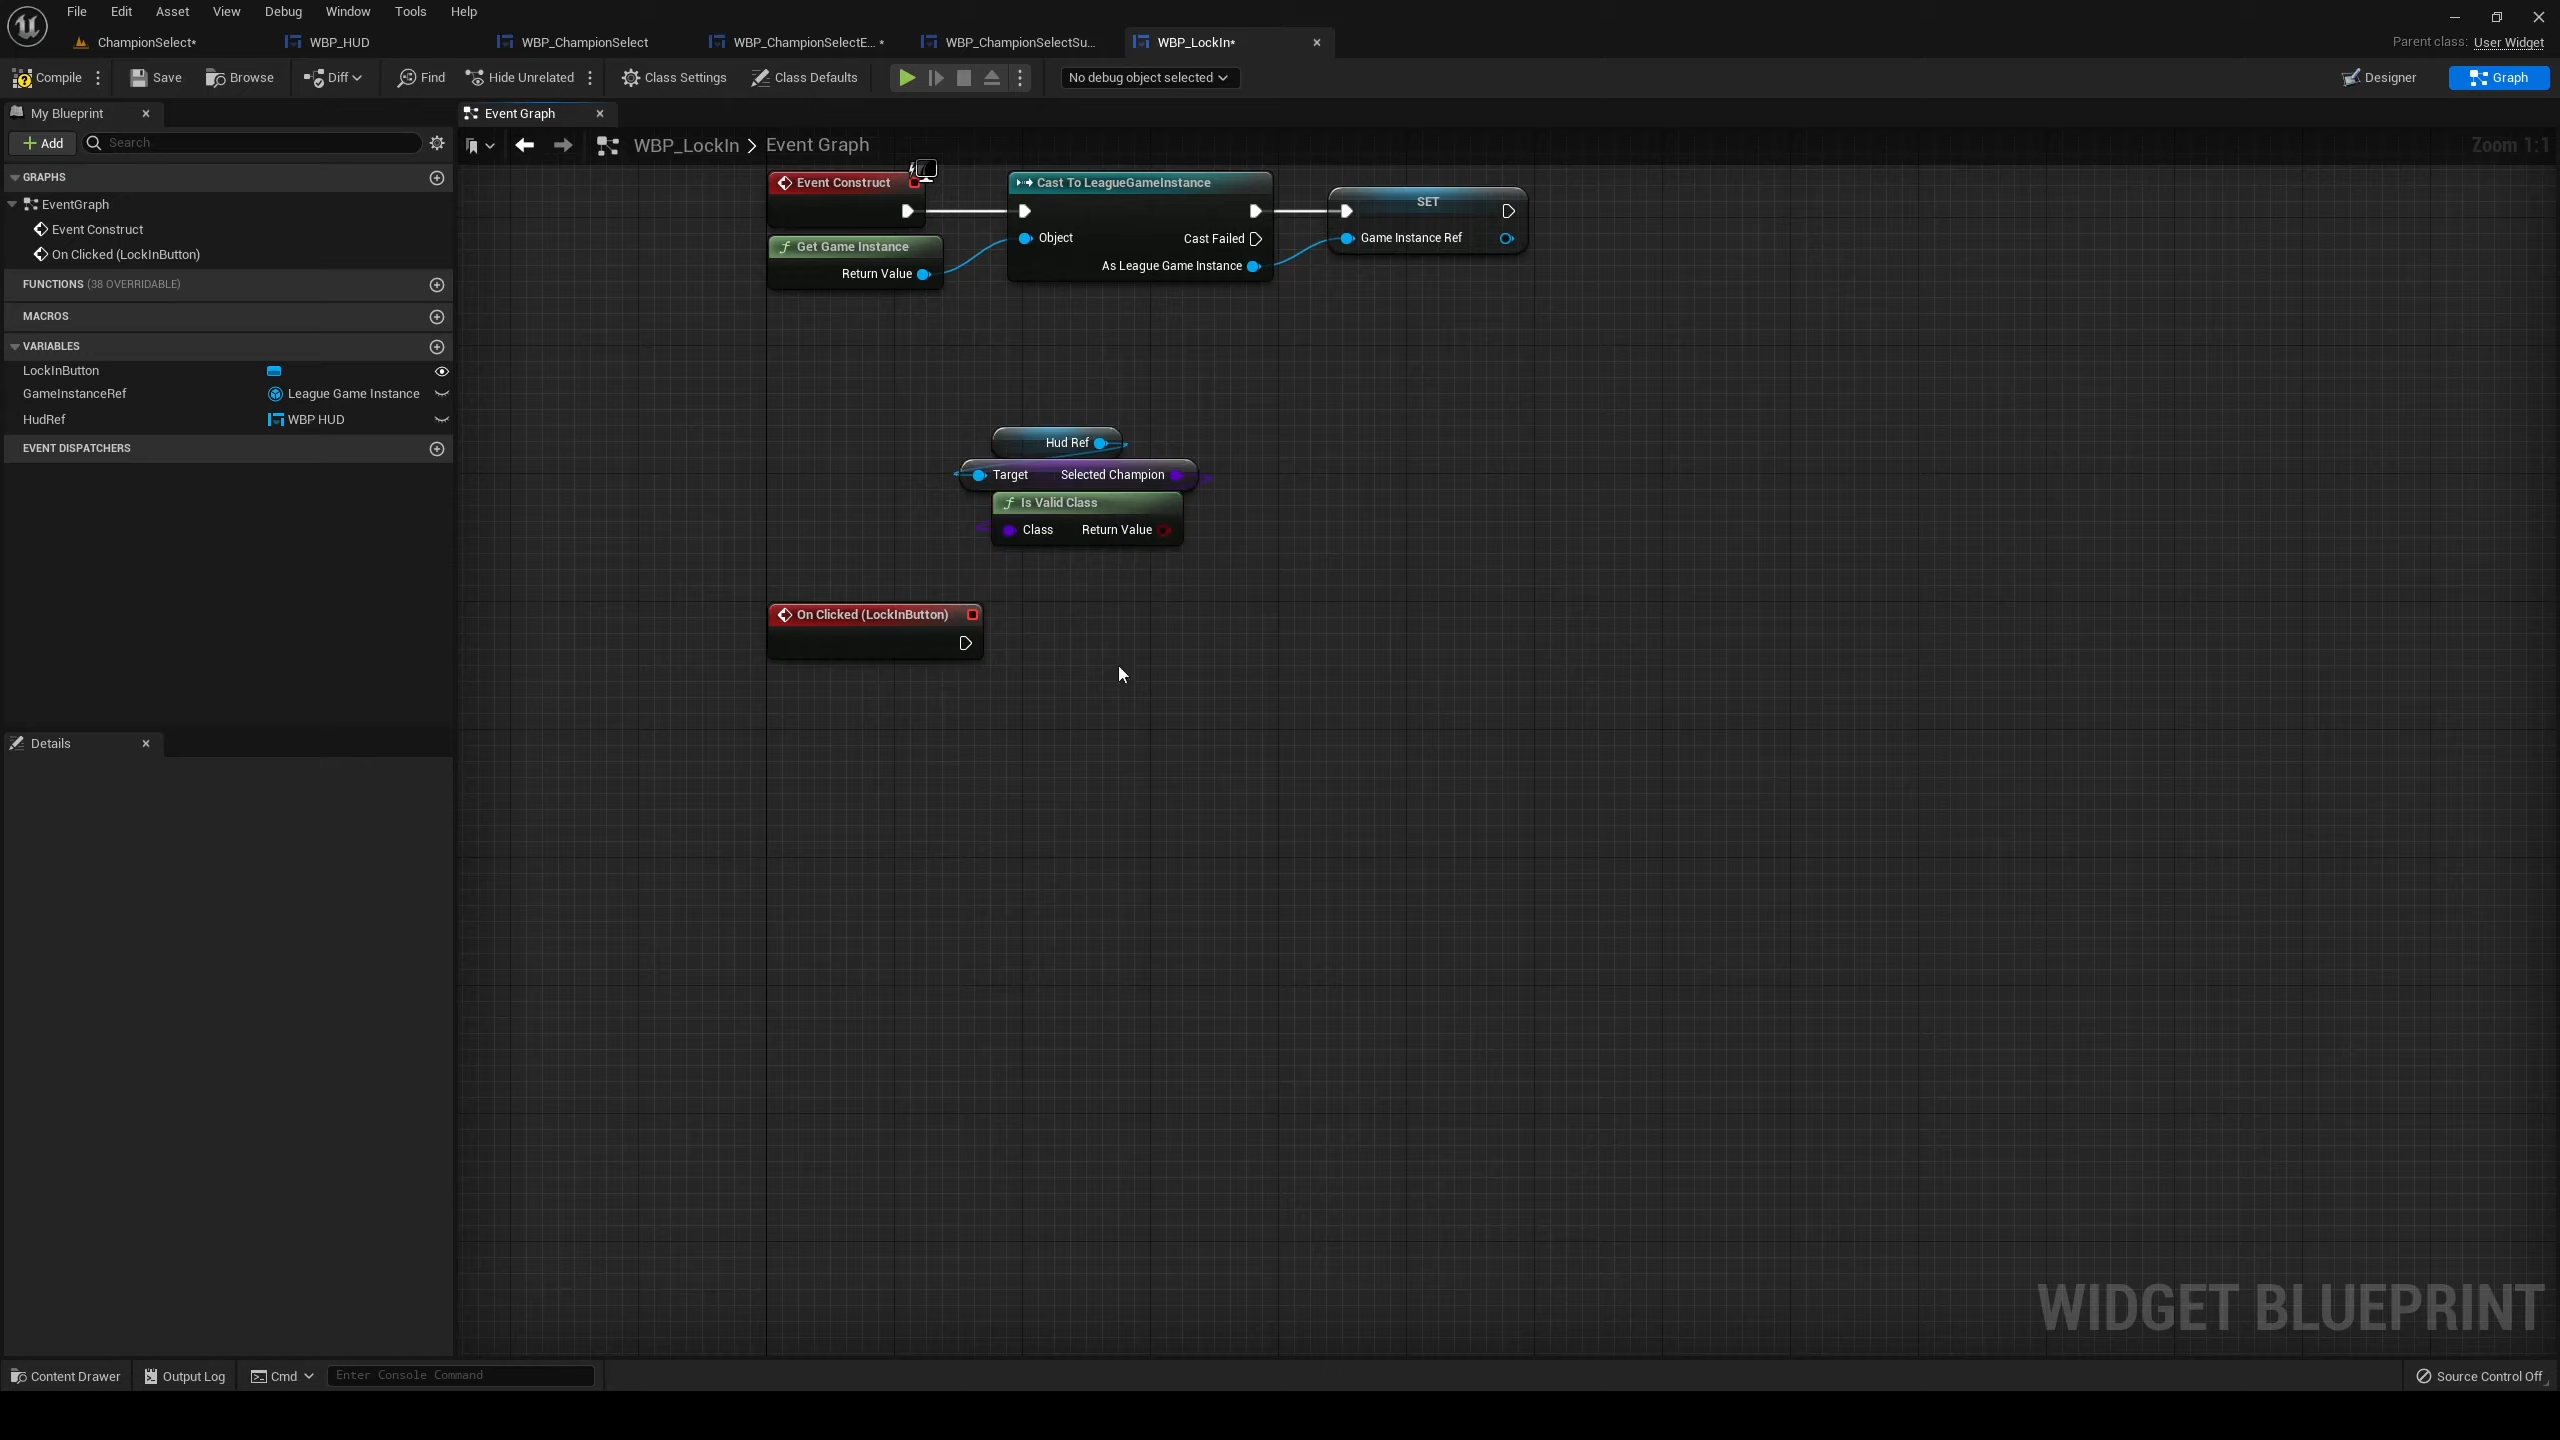 File Edit Asset View Debug Window Tools Help
ChampionSelect* WBP_HUD WBP_ChampionSelect WBP_ChampionSelectE... * WBP_ChampionSelectSu... WBP_LockIn*
Parent class: User Widget
Compile Save Browse Diff Find Hide Unrelated Class Settings Class Defaults No debug object selected Designer Graph
My Blueprint
Event Graph
Add Search
WBP_LockIn > Event Graph
Zoom 1:1
GRAPHS
EventGraph
Event Construct
On Clicked (LockInButton)
FUNCTIONS (38 OVERRIDABLE)
MACROS
VARIABLES
LockInButton
GameInstanceRef League Game Instance
HudRef WBP HUD
EVENT DISPATCHERS
Details
Event Construct
Get Game Instance
Return Value
Cast To LeagueGameInstance
Object
Cast Failed
As League Game Instance
SET
Game Instance Ref
Hud Ref
Target Selected Champion
Is Valid Class
Class Return Value
On Clicked (LockInButton)
WIDGET BLUEPRINT
Content Drawer Output Log Cmd Enter Console Command Source Control Off